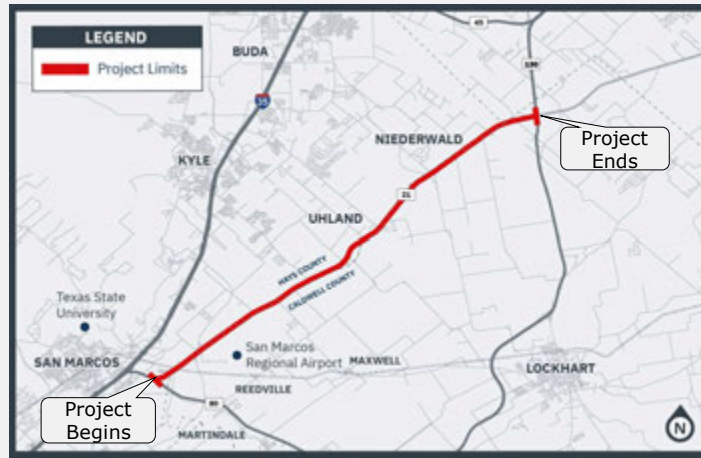 LEGEND
Project Limits
BUDA
45
130
35
NIEDERWALD
Project
Ends
KYLE
21
UHLAND
HAYS COUNTY
CALDWELL COUNTY
Texas State
University
San Marcos
Regional Airport
MAXWELL
SAN MARCOS
LOCKHART
REEDVILLE
Project
Begins
80
MARTINDALE
N